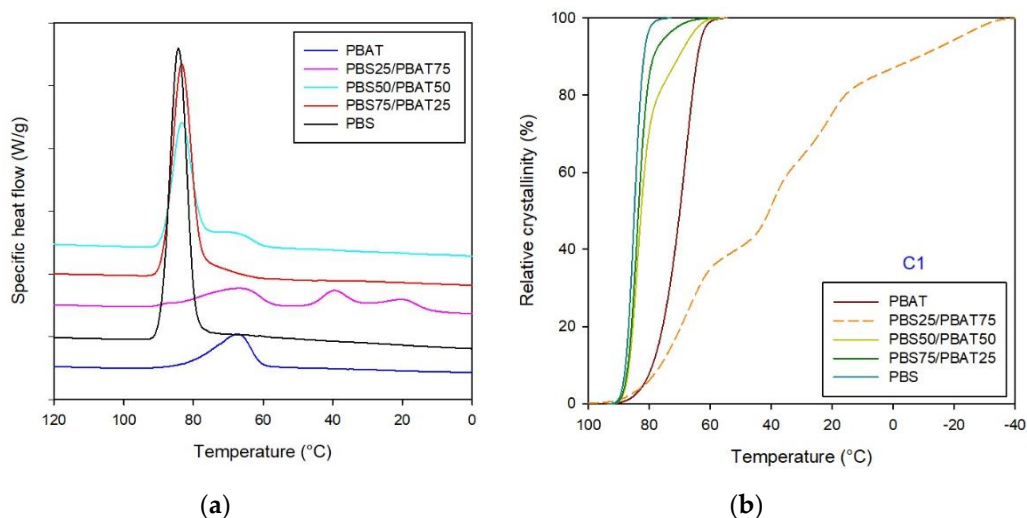 PBAT
PBS25/PBAT75
PBS50/PBAT50
PBS75/PBAT25
PBS
Specific heat flow (W/g)
120 100 80 60 40 20 0
Temperature (°C)
(a)
100
80
60
40
20
0
Relative crystallinity (%)
C1
PBAT
PBS25/PBAT75
PBS50/PBAT50
PBS75/PBAT25
PBS
100 80 60 40 20 0 -20 -40
Temperature (°C)
(b)